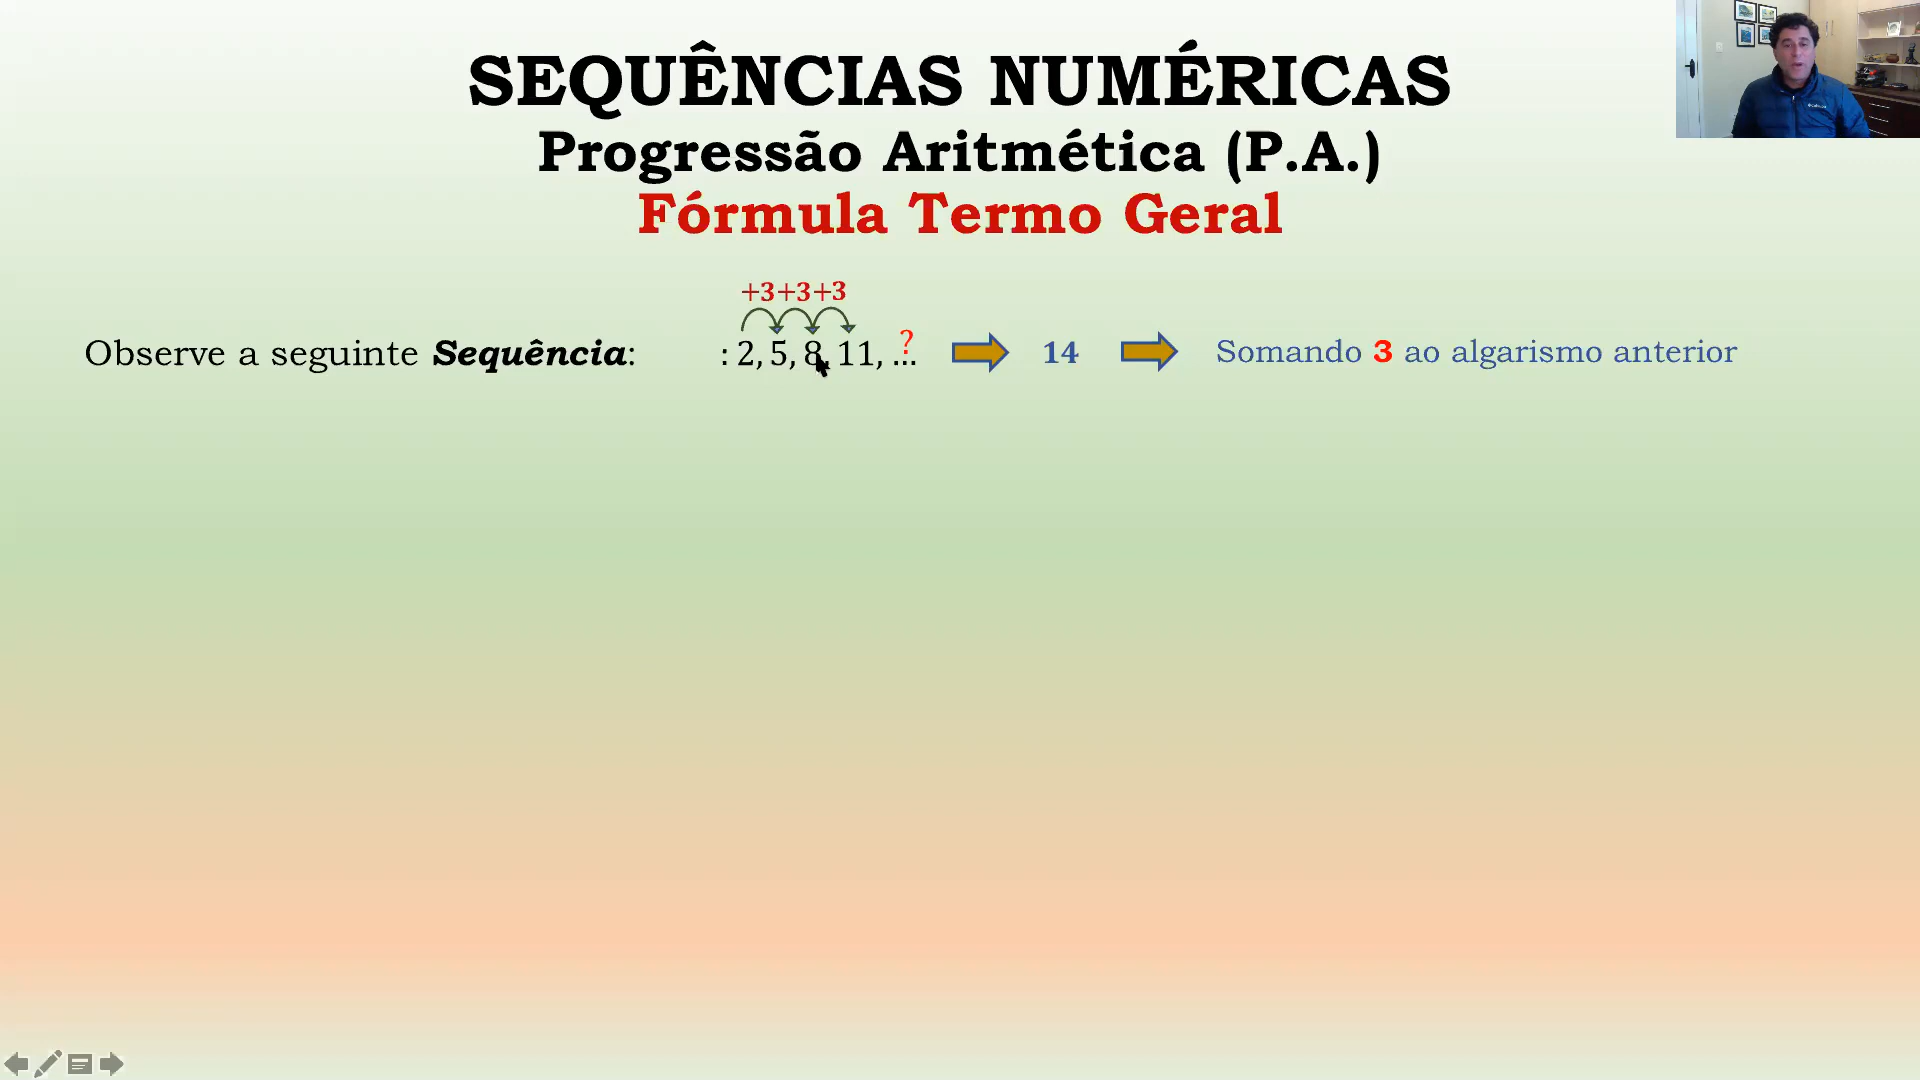 SEQUÊNCIAS NUMÉRICAS
Progressão Aritmética (P.A.)
Fórmula Termo Geral
+3+3+3
Observe a seguinte Sequência: : 2, 5, 8, 11, ... ? 14 Somando 3 ao algarismo anterior